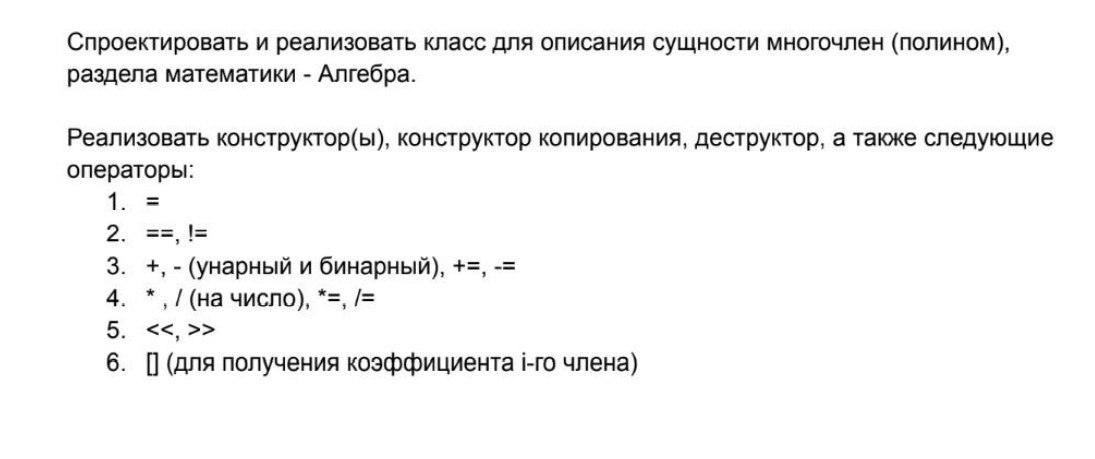 Спроектировать и реализовать класс для описания сущности многочлен (полином),
раздела математики - Алгебра.
Реализовать конструктор(ы), конструктор копирования, деструктор, а также следующие
операторы:
1. =
2. ==, !=
3. +, - (унарный и бинарный), +=, -=
4. * , / (на число), *=, /=
5. <<, >>
6. [] (для получения коэффициента i-го члена)